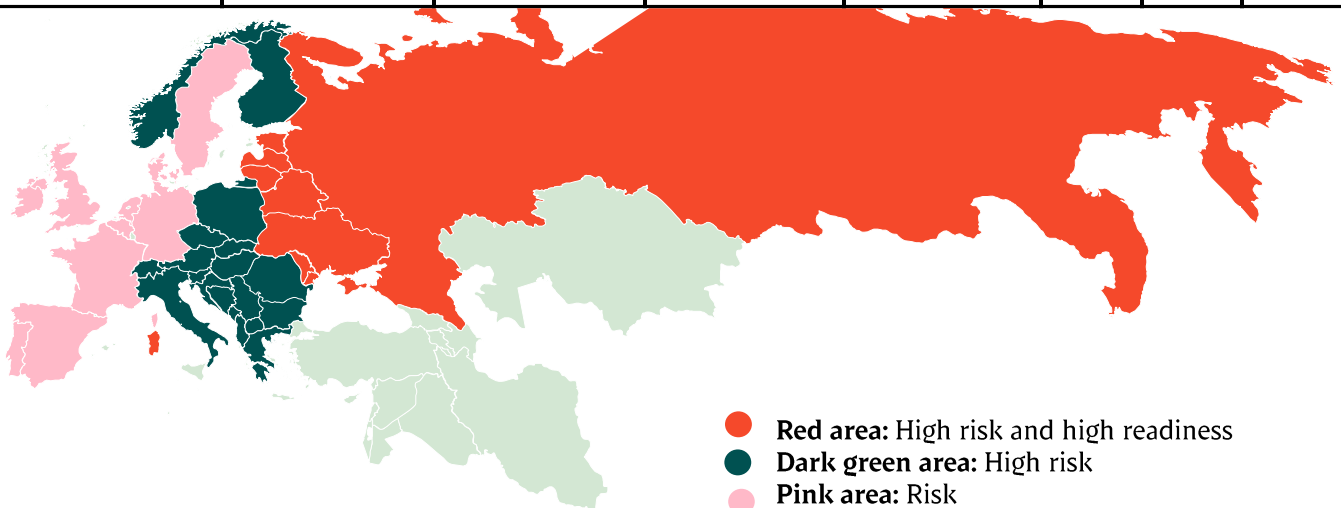 Red area: High risk and high readiness
Dark green area: High risk
Pink area: Risk